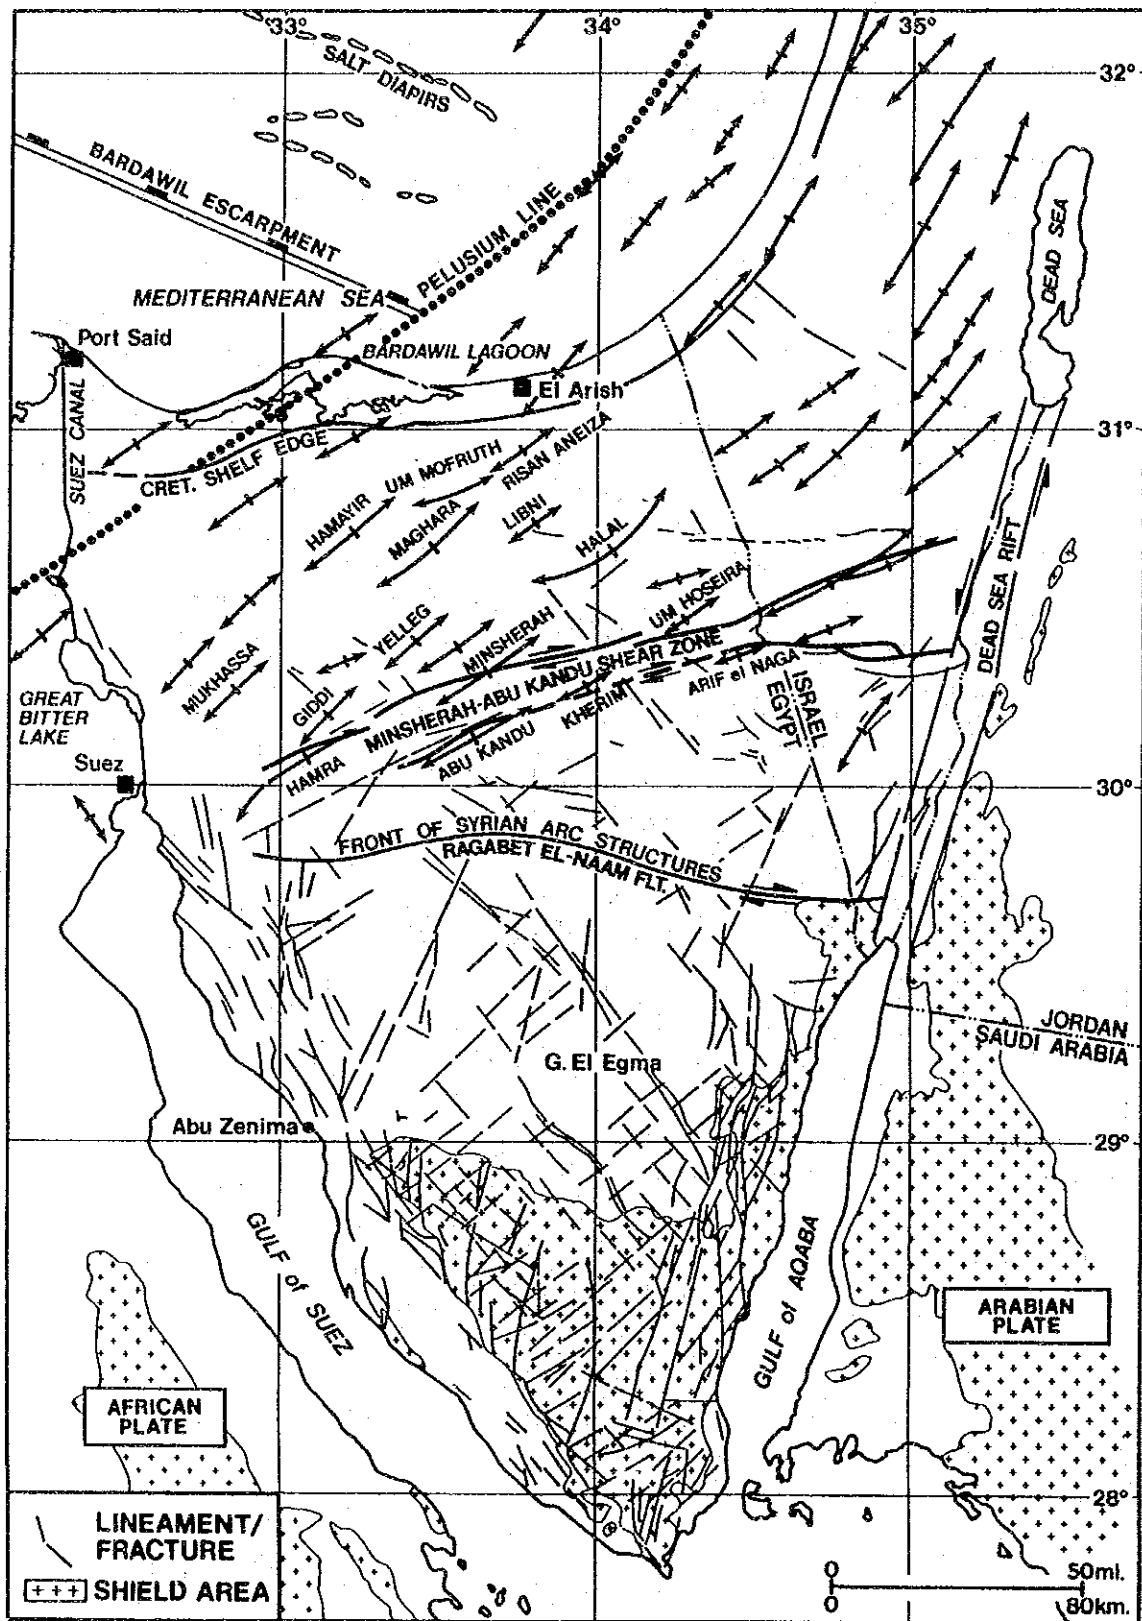 33°
34°
35°
32°
SALT DIAPIRS
BARDAWIL ESCARPMENT
PELUSIUM LINE
DEAD SEA
MEDITERRANEAN SEA
Port Said
BARDAWIL LAGOON
El Arish
SUEZ CANAL
31°
CRET. SHELF EDGE
UM MOFRUTH
RISAN ANEIZA
HAMAYIR
MAGHARA
LIBNI
HALAL
DEAD SEA RIFT
YELLEG
MINSHERAH
UM HOSEIRA
MUKHASSA
GIDDI
MINSHERAH-ABU KANDU SHEAR ZONE
ARIF el NAGA
KHERIM
ABU KANDU
HAMRA
ISRAEL
EGYPT
GREAT
BITTER
LAKE
Suez
30°
FRONT OF SYRIAN ARC STRUCTURES
RAGABET EL-NAAM FLT.
JORDAN
SAUDI ARABIA
G. El Egma
Abu Zenima
29°
GULF of SUEZ
GULF of AQABA
ARABIAN
PLATE
AFRICAN
PLATE
28°
LINEAMENT/
FRACTURE
+++ SHIELD AREA
0 50ml.
0 80km.